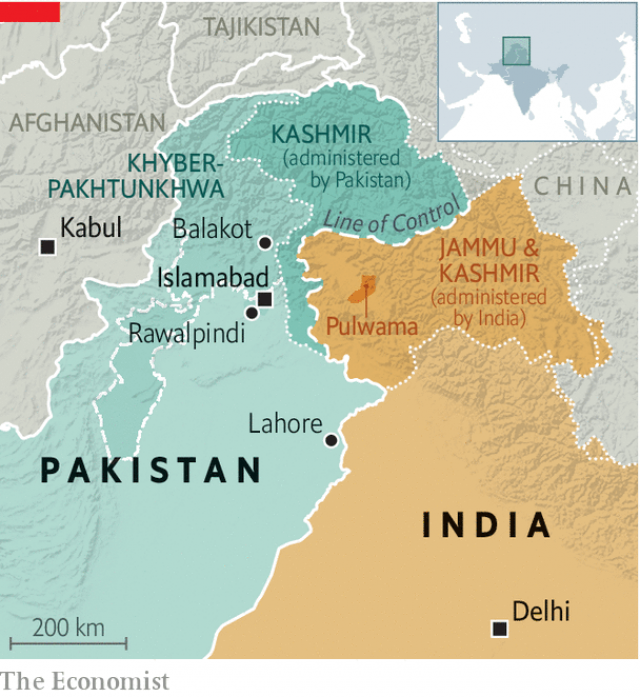 TAJIKISTAN
AFGHANISTAN
KASHMIR
(administered
by Pakistan)
KHYBER-
PAKHTUNKHWA
CHINA
Line of Control
Kabul
Balakot
JAMMU &
KASHMIR
(administered
by India)
Islamabad
Pulwama
Rawalpindi
Lahore
PAKISTAN
INDIA
Delhi
200 km
The Economist